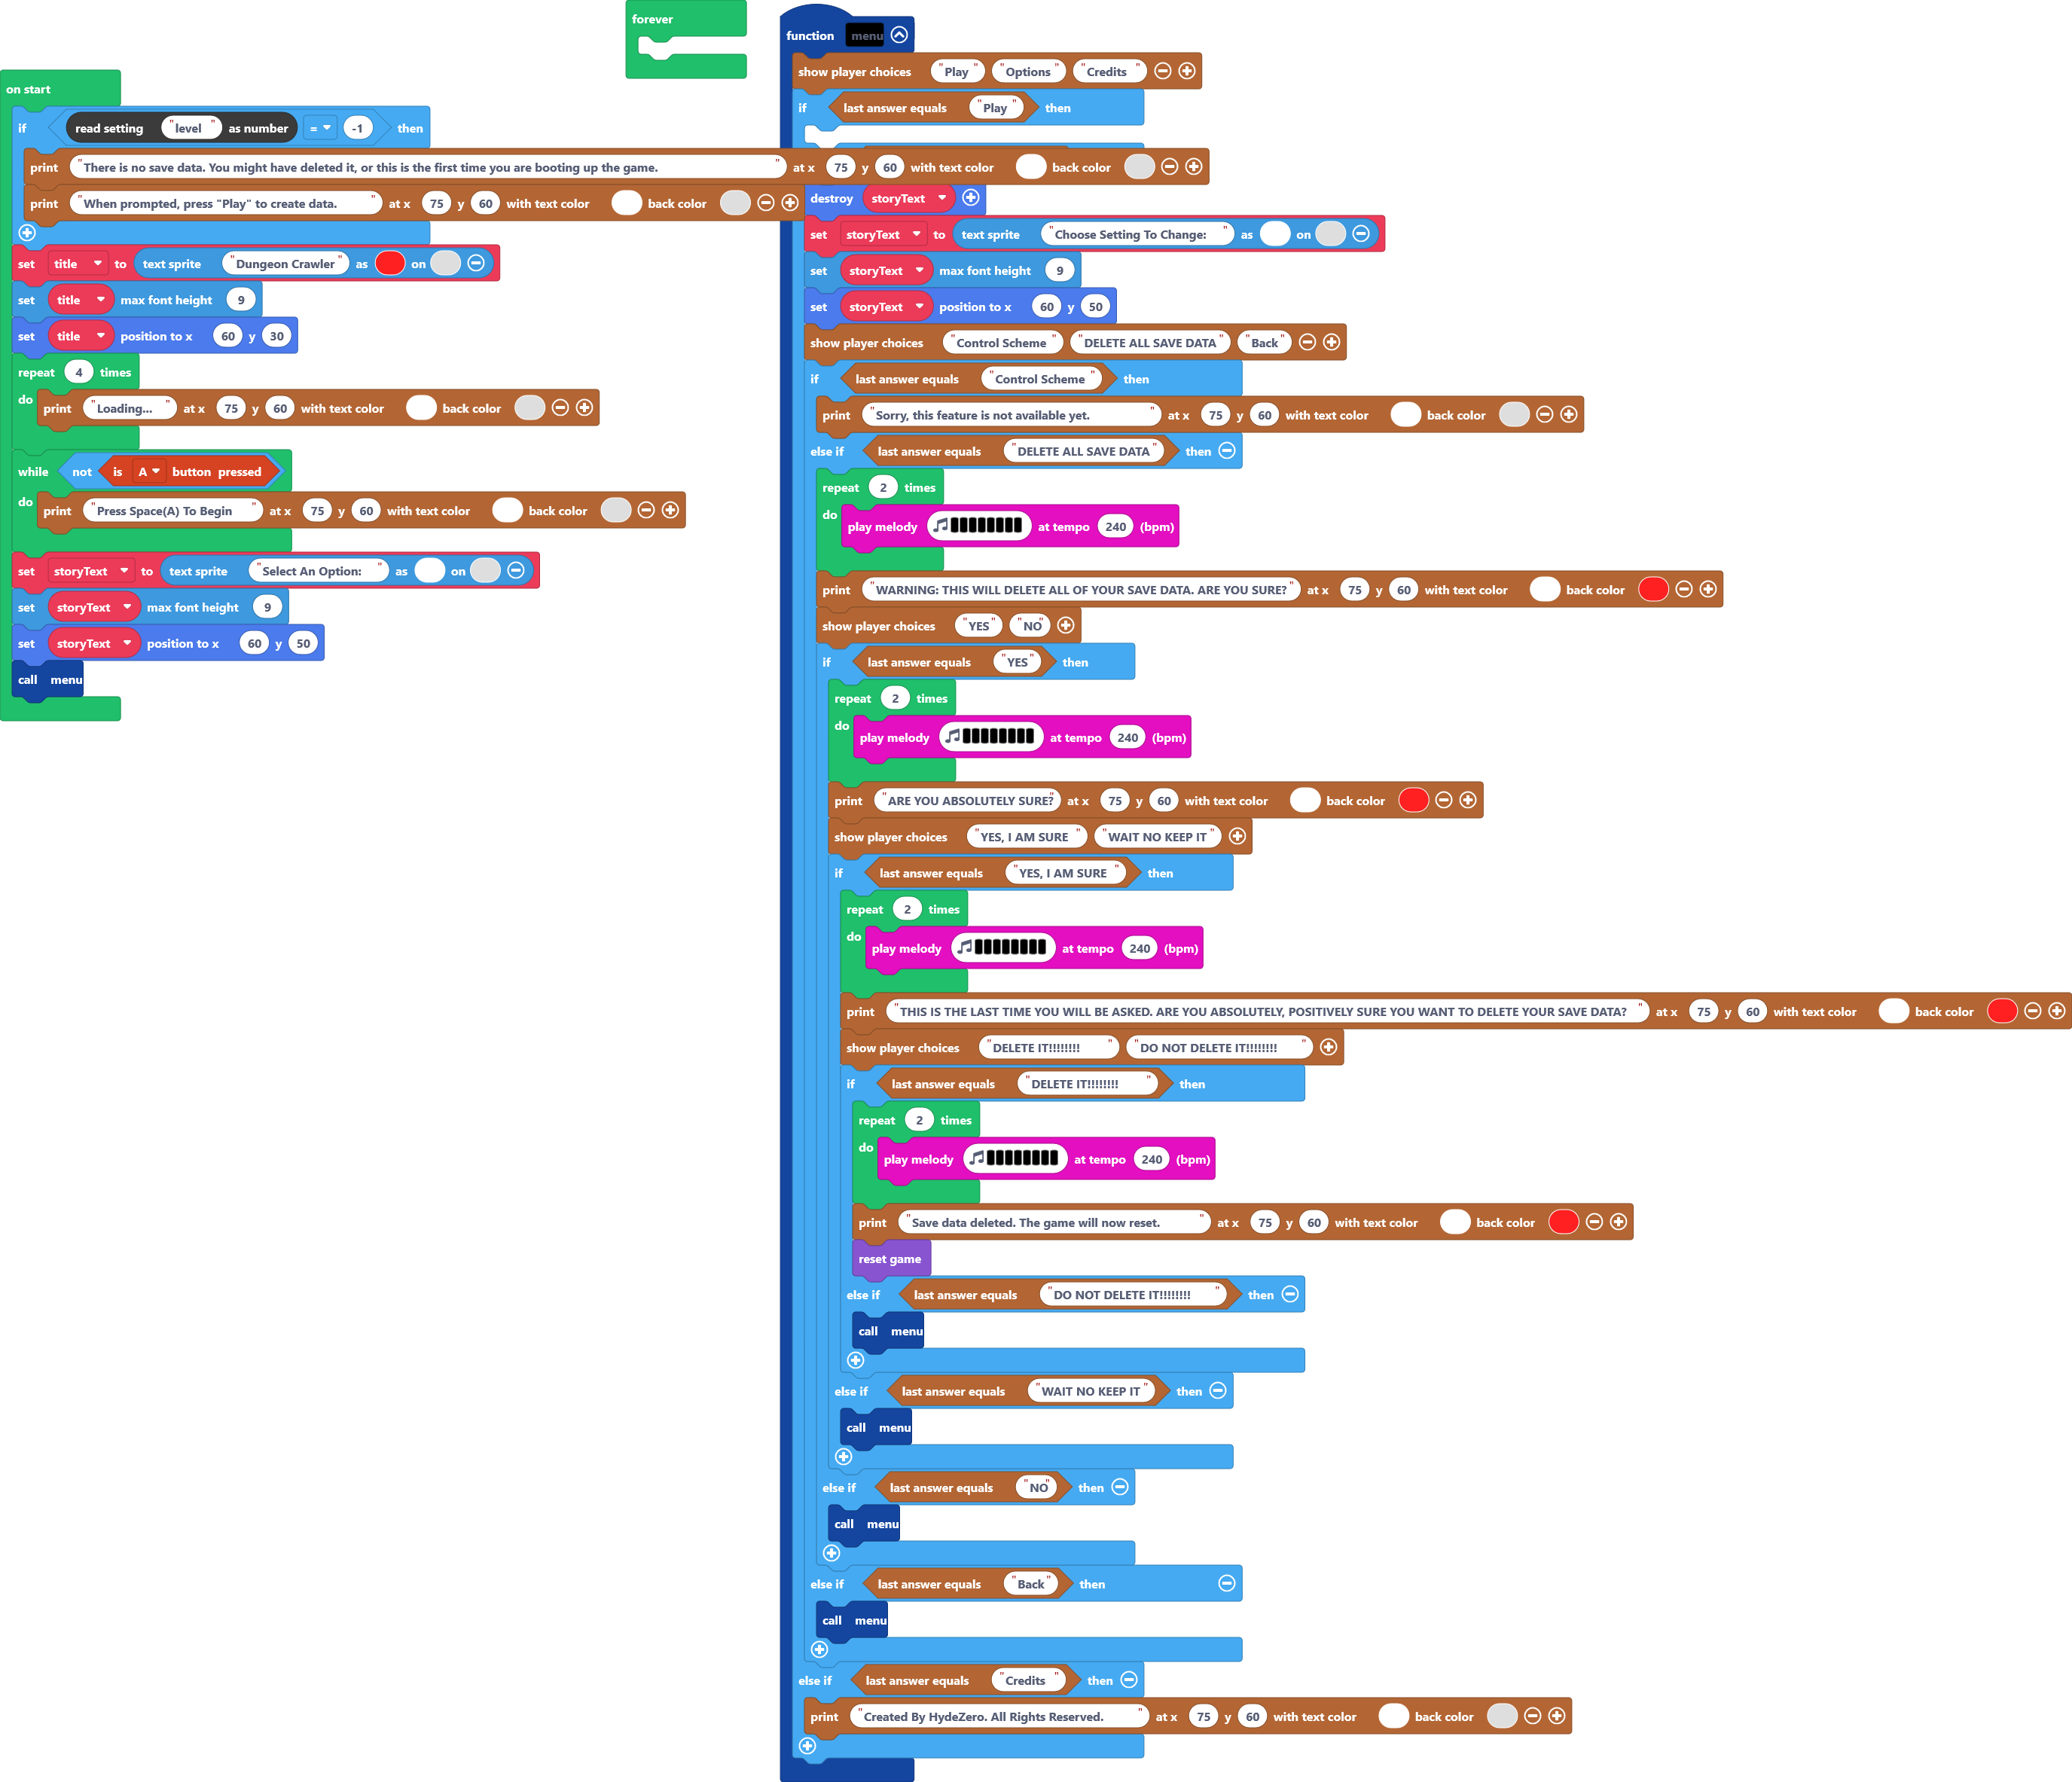 forever
on start
if read setting "level" as number = -1 then
print "There is no save data. You might have deleted it, or this is the first time you are booting up the game." at x 75 y 60 with text color back color
print "When prompted, press "Play" to create data." at x 75 y 60 with text color back color
set title to text sprite "Dungeon Crawler" as on
set title max font height 9
set title position to x 60 y 30
repeat 4 times
do print "Loading..." at x 75 y 60 with text color back color
while not is A button pressed
do print "Press Space(A) To Begin" at x 75 y 60 with text color back color
set storyText to text sprite "Select An Option:" as on
set storyText max font height 9
set storyText position to x 60 y 50
call menu
function menu
show player choices "Play" "Options" "Credits"
if last answer equals "Play" then
destroy storyText
set storyText to text sprite "Choose Setting To Change:" as on
set storyText max font height 9
set storyText position to x 60 y 50
show player choices "Control Scheme" "DELETE ALL SAVE DATA" "Back"
if last answer equals "Control Scheme" then
print "Sorry, this feature is not available yet." at x 75 y 60 with text color back color
else if last answer equals "DELETE ALL SAVE DATA" then
repeat 2 times
do play melody at tempo 240 (bpm)
print "WARNING: THIS WILL DELETE ALL OF YOUR SAVE DATA. ARE YOU SURE?" at x 75 y 60 with text color back color
show player choices "YES" "NO"
if last answer equals "YES" then
repeat 2 times
do play melody at tempo 240 (bpm)
print "ARE YOU ABSOLUTELY SURE?" at x 75 y 60 with text color back color
show player choices "YES, I AM SURE" "WAIT NO KEEP IT"
if last answer equals "YES, I AM SURE" then
repeat 2 times
do play melody at tempo 240 (bpm)
print "THIS IS THE LAST TIME YOU WILL BE ASKED. ARE YOU ABSOLUTELY, POSITIVELY SURE YOU WANT TO DELETE YOUR SAVE DATA?" at x 75 y 60 with text color back color
show player choices "DELETE IT!!!!!!!!" "DO NOT DELETE IT!!!!!!!!"
if last answer equals "DELETE IT!!!!!!!!" then
repeat 2 times
do play melody at tempo 240 (bpm)
print "Save data deleted. The game will now reset." at x 75 y 60 with text color back color
reset game
else if last answer equals "DO NOT DELETE IT!!!!!!!!" then
call menu
else if last answer equals "WAIT NO KEEP IT" then
call menu
else if last answer equals "NO" then
call menu
else if last answer equals "Back" then
call menu
else if last answer equals "Credits" then
print "Created By HydeZero. All Rights Reserved." at x 75 y 60 with text color back color